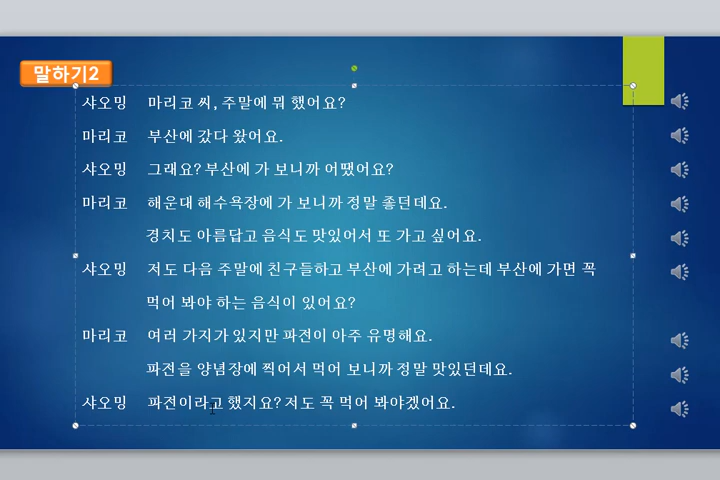 말하기2
샤오밍 마리코 씨, 주말에 뭐 했어요?
마리코 부산에 갔다 왔어요.
샤오밍 그래요? 부산에 가 보니까 어땠어요?
마리코 해운대 해수욕장에 가 보니까 정말 좋던데요.
경치도 아름답고 음식도 맛있어서 또 가고 싶어요.
샤오밍 저도 다음 주말에 친구들하고 부산에 가려고 하는데 부산에 가면 꼭
먹어 봐야 하는 음식이 있어요?
마리코 여러 가지가 있지만 파전이 아주 유명해요.
파전을 양념장에 찍어서 먹어 보니까 정말 맛있던데요.
샤오밍 파전이라고 했지요? 저도 꼭 먹어 봐야겠어요.